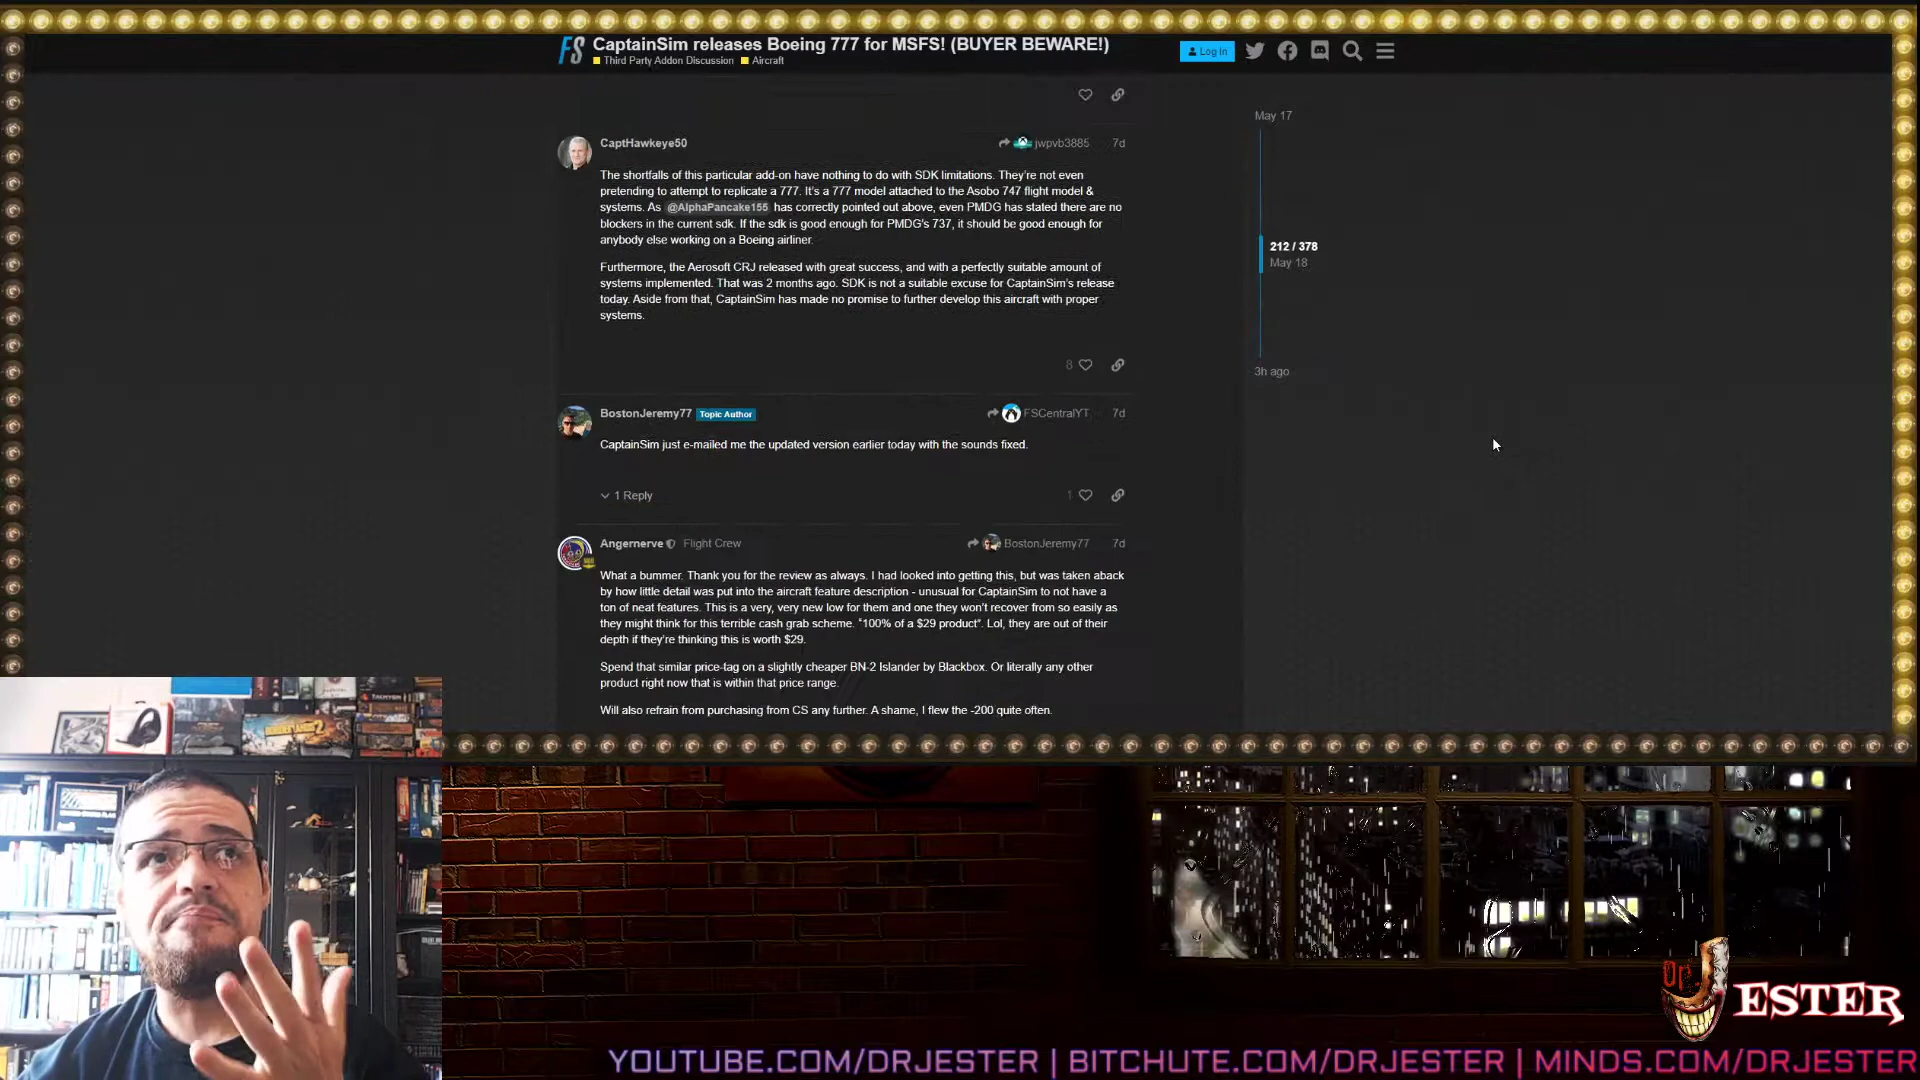 FS CaptainSim releases Boeing 777 for MSFS! (BUYER BEWARE!)
Third Party Addon Discussion Aircraft
Log In
May 17
212 / 378
May 18
3h ago
CaptHawkeye50 jwpvb3885 7d
The shortfalls of this particular add-on have nothing to do with SDK limitations. They're not even
pretending to attempt to replicate a 777. It's a 777 model attached to the Asobo 747 flight model &
systems. As @AlphaPancake155 has correctly pointed out above, even PMDG has stated there are no
blockers in the current sdk. If the sdk is good enough for PMDG's 737, it should be good enough for
anybody else working on a Boeing airliner.
Furthermore, the Aerosoft CRJ released with great success, and with a perfectly suitable amount of
systems implemented. That was 2 months ago. SDK is not a suitable excuse for CaptainSim's release
today. Aside from that, CaptainSim has made no promise to further develop this aircraft with proper
systems.
8
BostonJeremy77 Topic Author FSCentralYT 7d
CaptainSim just e-mailed me the updated version earlier today with the sounds fixed.
1 Reply 1
Angernerve Flight Crew BostonJeremy77 7d
What a bummer. Thank you for the review as always. I had looked into getting this, but was taken aback
by how little detail was put into the aircraft feature description - unusual for CaptainSim to not have a
ton of neat features. This is a very, very new low for them and one they won't recover from so easily as
they might think for this terrible cash grab scheme. "100% of a $29 product". Lol, they are out of their
depth if they're thinking this is worth $29.
Spend that similar price-tag on a slightly cheaper BN-2 Islander by Blackbox. Or literally any other
product right now that is within that price range.
Will also refrain from purchasing from CS any further. A shame, I flew the -200 quite often.
BORDERLANDS 2
Dr. JESTER
YOUTUBE.COM/DRJESTER | BITCHUTE.COM/DRJESTER | MINDS.COM/DRJESTER